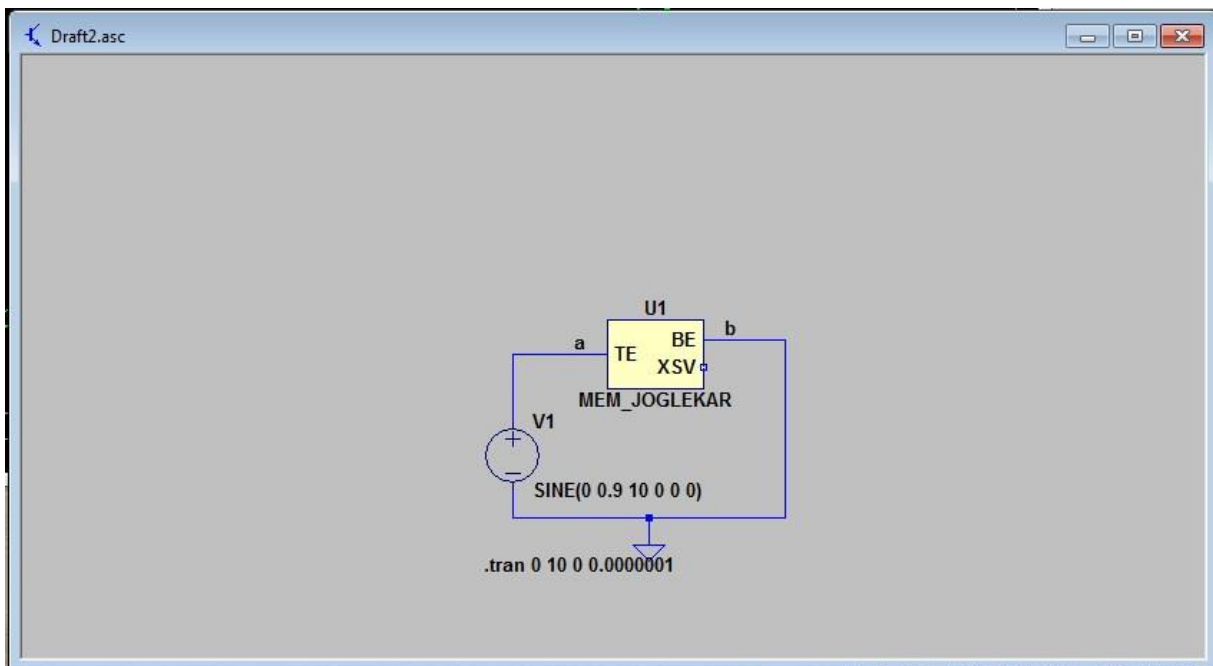 Draft2.asc
U1
a
TE
BE
b
XSV
MEM_JOGLEKAR
V1
SINE(0 0.9 10 0 0 0)
.tran 0 10 0 0.0000001